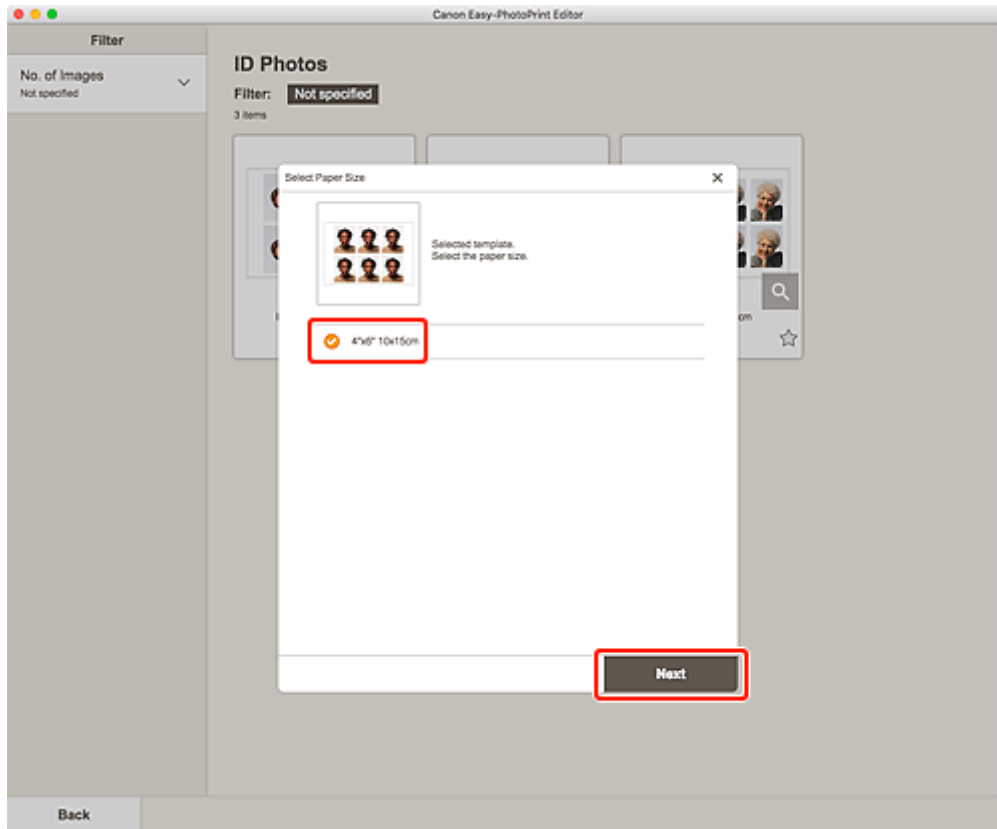 Canon Easy-PhotoPrint Editor
Filter
No. of Images
Not specified
ID Photos
Filter: Not specified
3 items
Select Paper Size
Selected template.
Select the paper size.
4"x6" 10x15cm
Next
Back